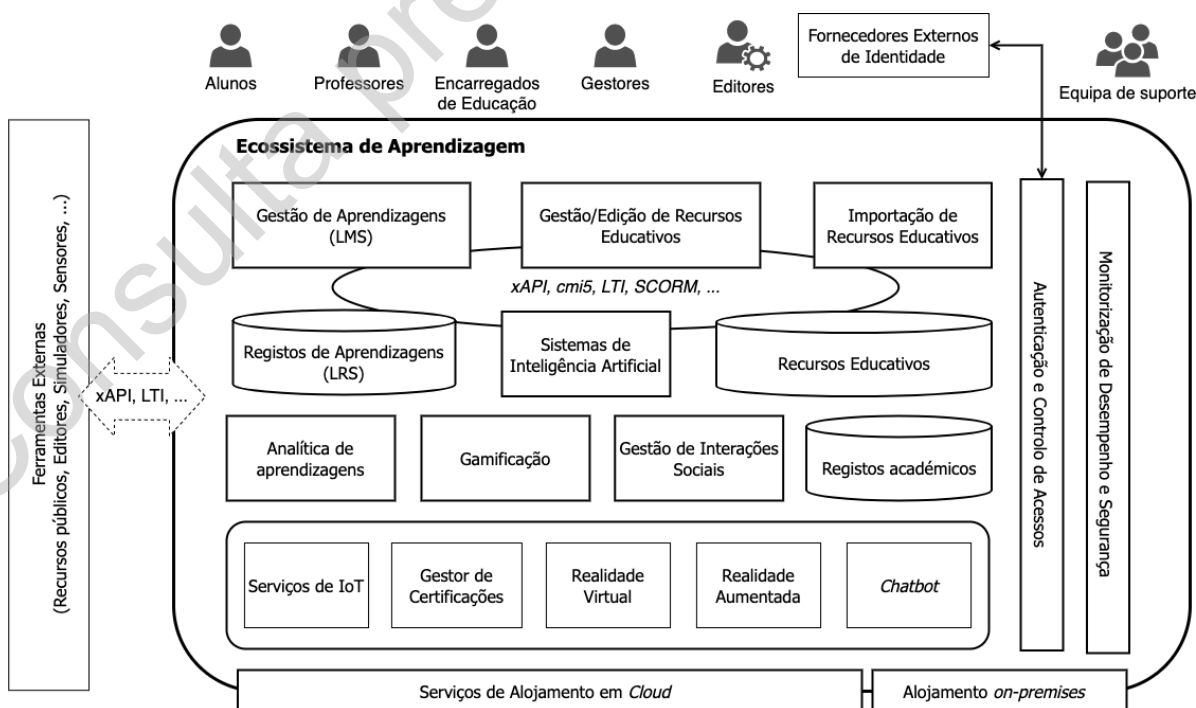 Alunos
Professores
Encarregados
de Educação
Gestores
Editores
Fornecedores Externos
de Identidade
Equipa de suporte
Ecossistema de Aprendizagem
Gestão de Aprendizagens
(LMS)
Gestão/Edição de Recursos
Educativos
Importação de
Recursos Educativos
xAPI, cmi5, LTI, SCORM, ...
Registos de Aprendizagens
(LRS)
Sistemas de
Inteligência Artificial
Recursos Educativos
Ferramentas Externas
(Recursos públicos, Editores, Simuladores, Sensores, ...)
xAPI, LTI, ...
Analítica de
aprendizagens
Gamificação
Gestão de Interações
Sociais
Registos académicos
Autenticação e Controlo de Acessos
Monitorização de Desempenho e Segurança
Serviços de IoT
Gestor de
Certificações
Realidade
Virtual
Realidade
Aumentada
Chatbot
Serviços de Alojamento em Cloud
Alojamento on-premises
consulta